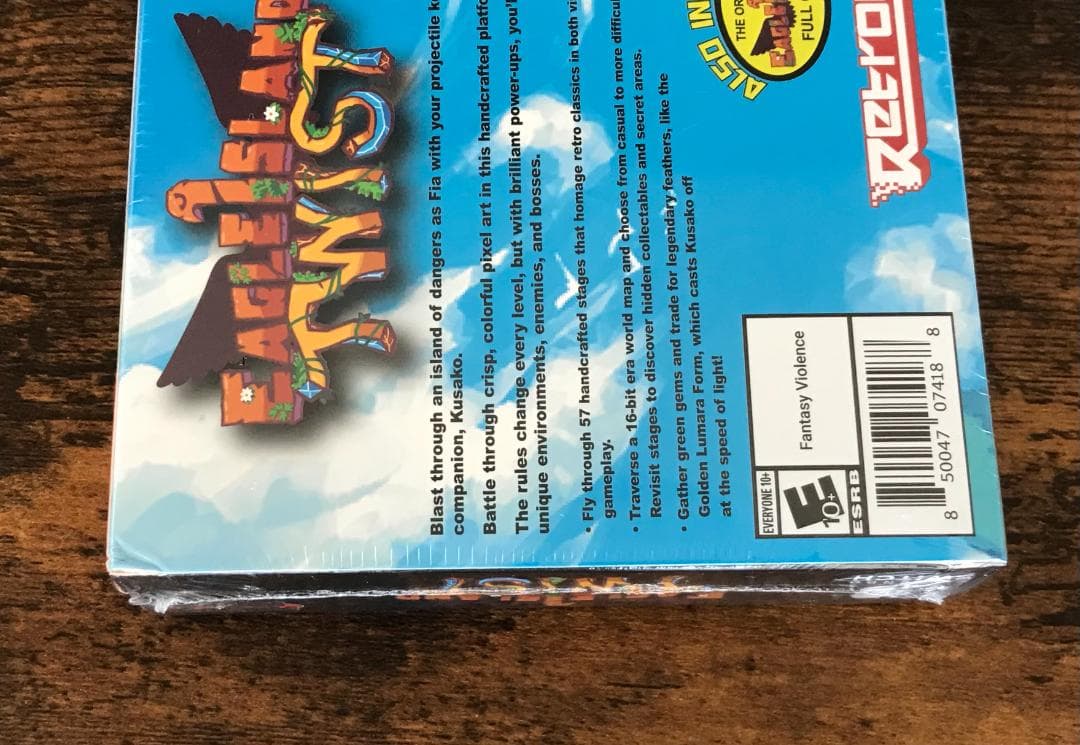 EAGLE ISLAND
TWIST
Blast through an island of dangers as Fia with your projectile
companion, Kusako.
Battle through crisp, colorful pixel art in this handcrafted
The rules change every level, but with brilliant power-ups,
unique environments, enemies, and bosses.
• Fly through 57 handcrafted stages that homage retro classics in both
gameplay.
• Traverse a 16-bit era world map and choose from casual to more
Revisit stages to discover hidden collectables and secret areas.
• Gather green gems and trade for legendary feathers, like the
Golden Lumara Form, which casts Kusako off
at the speed of light!
ALSO IN
THE OR
EAGLE
FULL
Retro
EVERYONE 10+
E
10+
ESRB
Fantasy Violence
8 50047 07418 8
TWIST